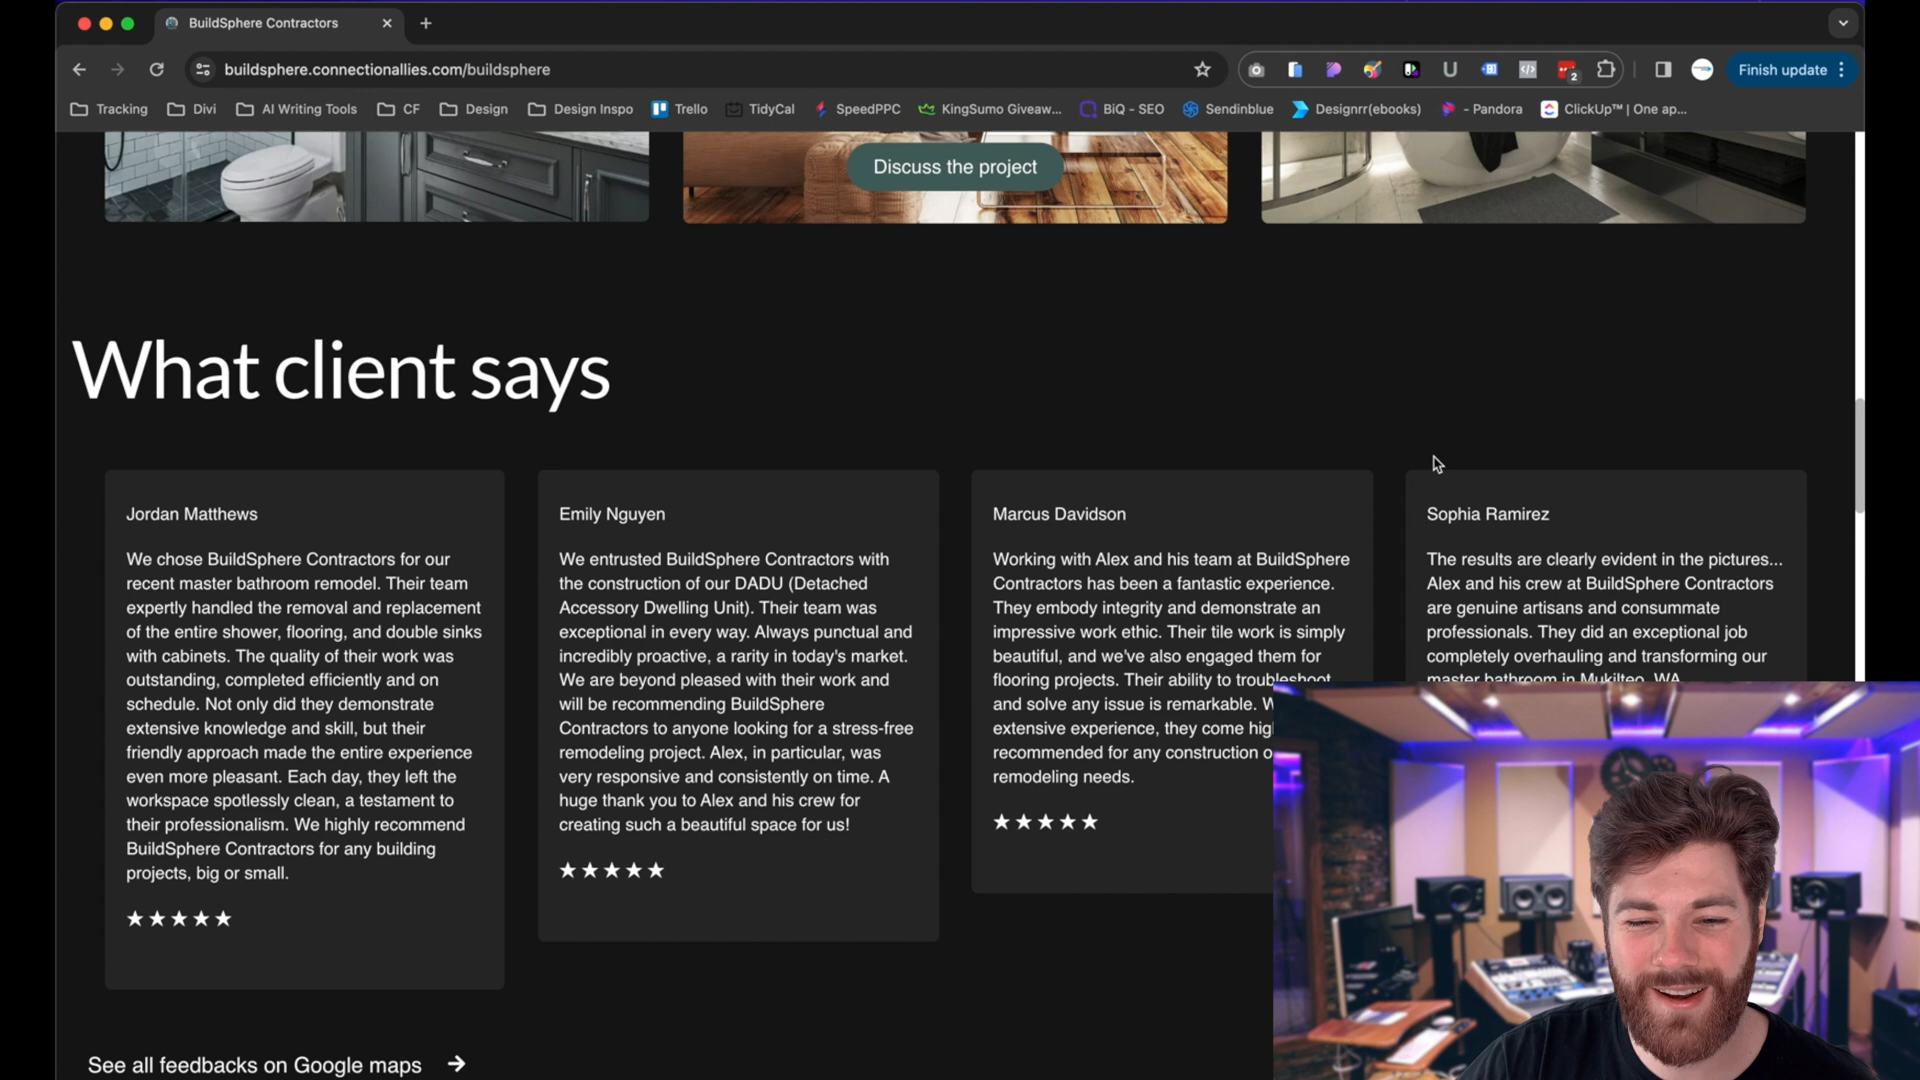 BuildSphere Contractors
buildsphere.connectionallies.com/buildsphere
2
Finish update
Tracking
Divi
AI Writing Tools
CF
Design
Design Inspo
Trello
TidyCal
SpeedPPC
KingSumo Giveaw...
BiQ - SEO
Sendinblue
Designrr(ebooks)
- Pandora
ClickUp™ | One ap...
Discuss the project
What client says
Jordan Matthews
We chose BuildSphere Contractors for our
recent master bathroom remodel. Their team
expertly handled the removal and replacement
of the entire shower, flooring, and double sinks
with cabinets. The quality of their work was
outstanding, completed efficiently and on
schedule. Not only did they demonstrate
extensive knowledge and skill, but their
friendly approach made the entire experience
even more pleasant. Each day, they left the
workspace spotlessly clean, a testament to
their professionalism. We highly recommend
BuildSphere Contractors for any building
projects, big or small.
★★★★★
Emily Nguyen
We entrusted BuildSphere Contractors with
the construction of our DADU (Detached
Accessory Dwelling Unit). Their team was
exceptional in every way. Always punctual and
incredibly proactive, a rarity in today's market.
We are beyond pleased with their work and
will be recommending BuildSphere
Contractors to anyone looking for a stress-free
remodeling project. Alex, in particular, was
very responsive and consistently on time. A
huge thank you to Alex and his crew for
creating such a beautiful space for us!
★★★★★
Marcus Davidson
Working with Alex and his team at BuildSphere
Contractors has been a fantastic experience.
They embody integrity and demonstrate an
impressive work ethic. Their tile work is simply
beautiful, and we've also engaged them for
flooring projects. Their ability to troubleshoot
and solve any issue is remarkable.
extensive experience, they come
recommended for any construction
remodeling needs.
★★★★★
Sophia Ramirez
The results are clearly evident in the pictures...
Alex and his crew at BuildSphere Contractors
are genuine artisans and consummate
professionals. They did an exceptional job
completely overhauling and transforming our
master bathroom in Mukilteo, WA.
See all feedbacks on Google maps →